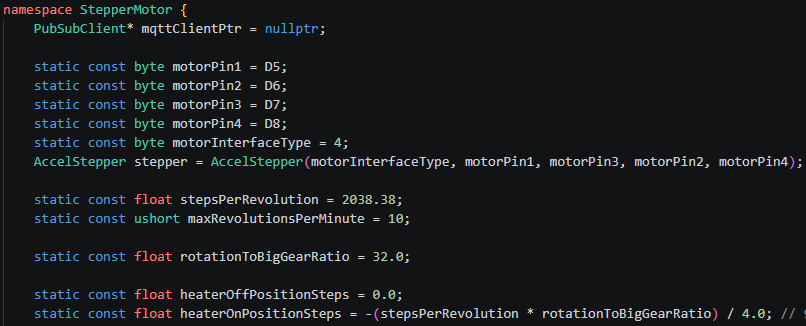 namespace StepperMotor {
PubSubClient* mqttClientPtr = nullptr;
static const byte motorPin1 = D5;
static const byte motorPin2 = D6;
static const byte motorPin3 = D7;
static const byte motorPin4 = D8;
static const byte motorInterfaceType = 4;
AccelStepper stepper = AccelStepper(motorInterfaceType, motorPin1, motorPin3, motorPin2, motorPin4);
static const float stepsPerRevolution = 2038.38;
static const ushort maxRevolutionsPerMinute = 10;
static const float rotationToBigGearRatio = 32.0;
static const float heaterOffPositionSteps = 0.0;
static const float heaterOnPositionSteps = -(stepsPerRevolution * rotationToBigGearRatio) / 4.0; //